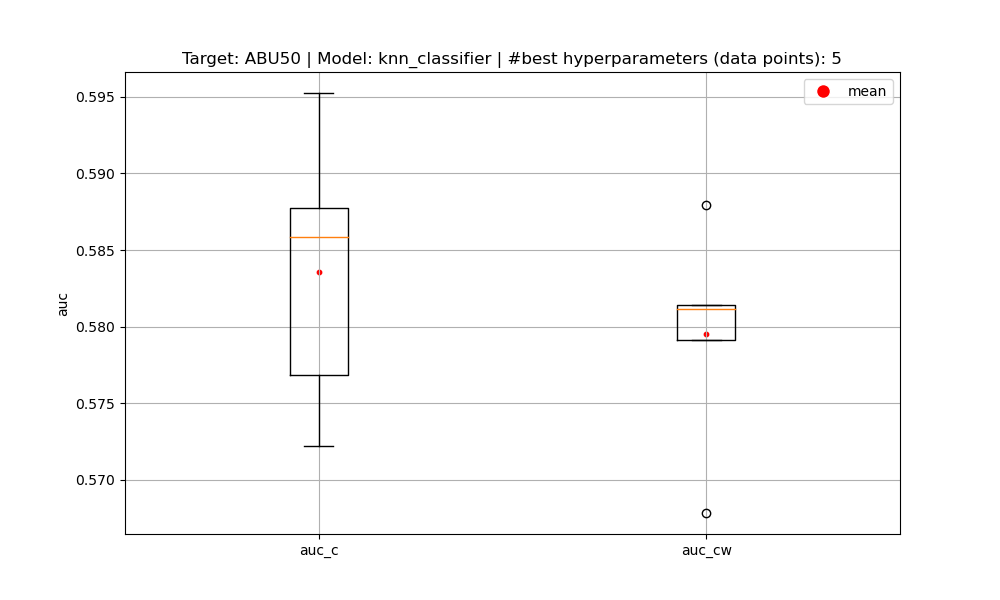 Target: ABU50 | Model: knn_classifier | #best hyperparameters (data points): 5
mean
0.595
0.590
0.585
0.580
0.575
0.570
auc
auc_c
auc_cw